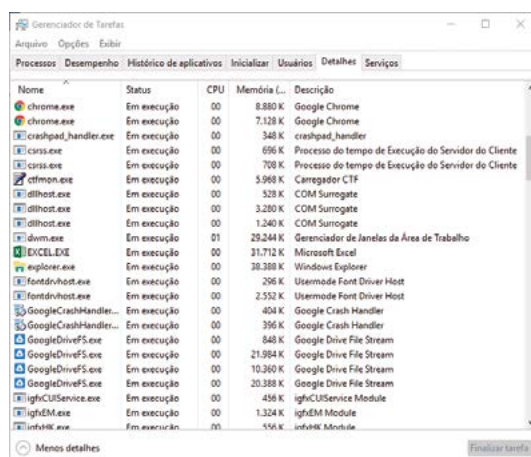 Gerenciador de Tarefas
Arquivo Opções Exibir
Processos Desempenho Histórico de aplicativos Inicializar Usuários Detalhes Serviços
Nome Status CPU Memória (... Descrição
chrome.exe Em execução 00 8.880 K Google Chrome
chrome.exe Em execução 00 7.128 K Google Chrome
crashpad_handler.exe Em execução 00 348 K crashpad_handler
csrss.exe Em execução 00 696 K Processo do tempo de Execução do Servidor do Cliente
csrss.exe Em execução 00 708 K Processo do tempo de Execução do Servidor do Cliente
ctfmon.exe Em execução 00 5.968 K Carregador CTF
dllhost.exe Em execução 00 528 K COM Surrogate
dllhost.exe Em execução 00 3.280 K COM Surrogate
dllhost.exe Em execução 00 1.240 K COM Surrogate
dwm.exe Em execução 01 29.244 K Gerenciador de Janelas da Área de Trabalho
EXCEL.EXE Em execução 00 31.712 K Microsoft Excel
explorer.exe Em execução 00 38.388 K Windows Explorer
fontdrvhost.exe Em execução 00 296 K Usermode Font Driver Host
fontdrvhost.exe Em execução 00 2.552 K Usermode Font Driver Host
GoogleCrashHandler... Em execução 00 404 K Google Crash Handler
GoogleCrashHandler... Em execução 00 396 K Google Crash Handler
GoogleDriveFS.exe Em execução 00 848 K Google Drive File Stream
GoogleDriveFS.exe Em execução 00 21.984 K Google Drive File Stream
GoogleDriveFS.exe Em execução 00 10.360 K Google Drive File Stream
GoogleDriveFS.exe Em execução 00 20.388 K Google Drive File Stream
igfxCUIService.exe Em execução 00 456 K igfxCUIService Module
igfxEM.exe Em execução 00 1.324 K igfxEM Module
igfxHK.exe Em execução 00 556 K igfxHK Module
Menos detalhes Finalizar tarefa